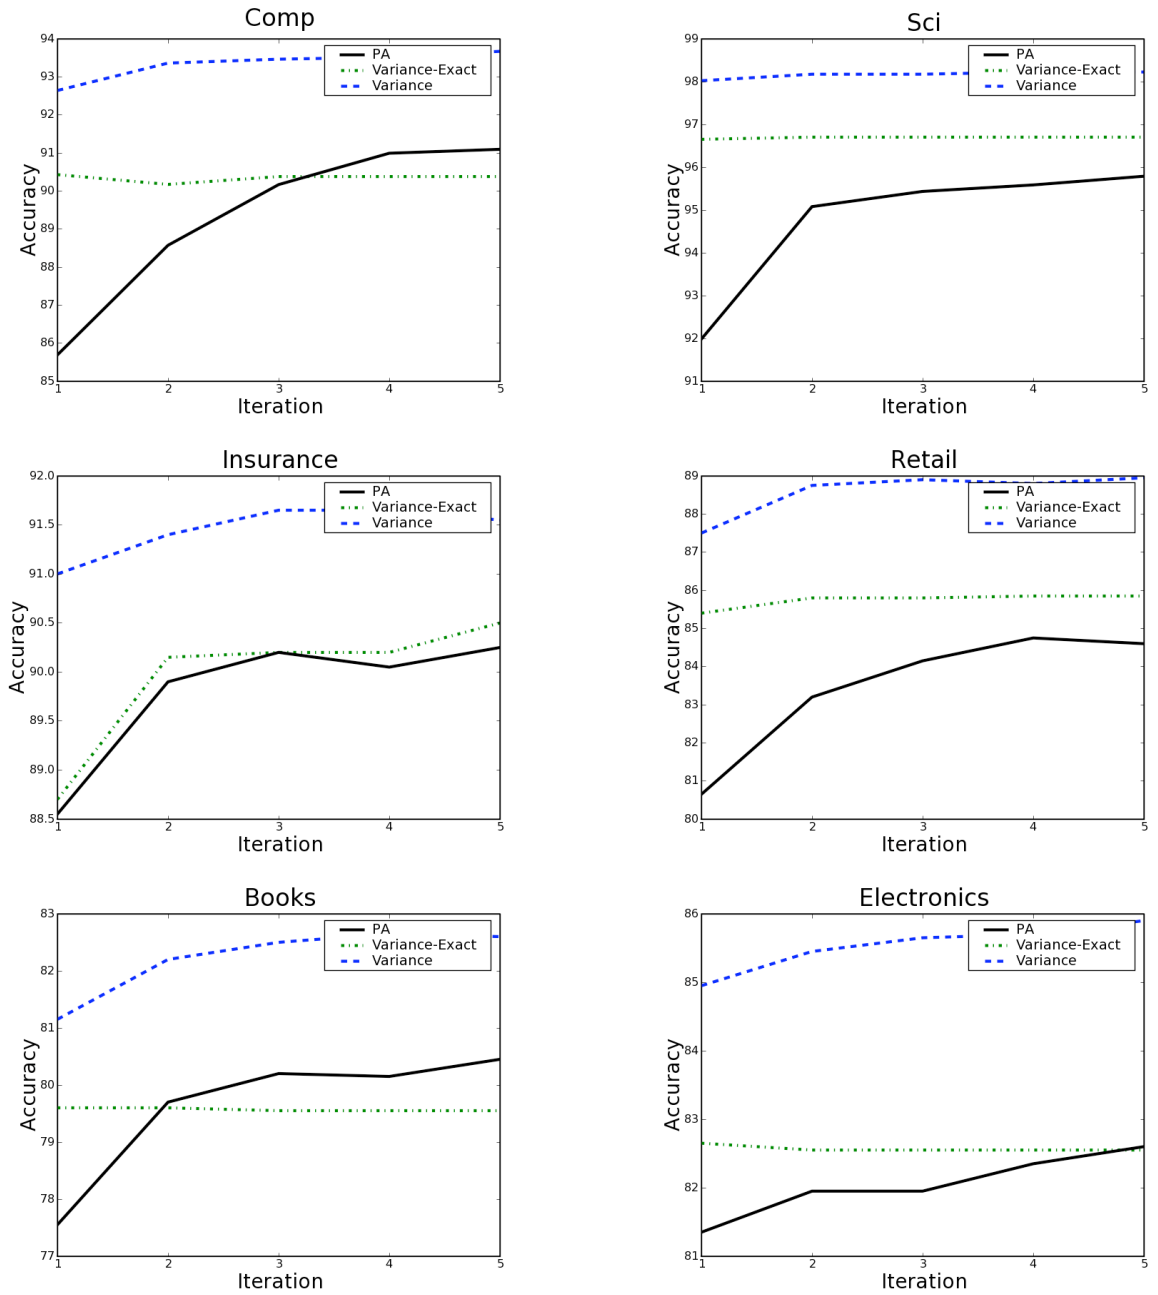 Comp
94
93
92
91
90
89
88
87
86
85
Accuracy
PA
Variance-Exact
Variance
1 2 3 4 5
Iteration
Sci
99
98
97
96
95
94
93
92
91
Accuracy
PA
Variance-Exact
Variance
1 2 3 4 5
Iteration
Insurance
92.0
91.5
91.0
90.5
90.0
89.5
89.0
88.5
Accuracy
PA
Variance-Exact
Variance
1 2 3 4 5
Iteration
Retail
89
88
87
86
85
84
83
82
81
80
Accuracy
PA
Variance-Exact
Variance
1 2 3 4 5
Iteration
Books
83
82
81
80
79
78
77
Accuracy
PA
Variance-Exact
Variance
1 2 3 4 5
Iteration
Electronics
86
85
84
83
82
81
Accuracy
PA
Variance-Exact
Variance
1 2 3 4 5
Iteration